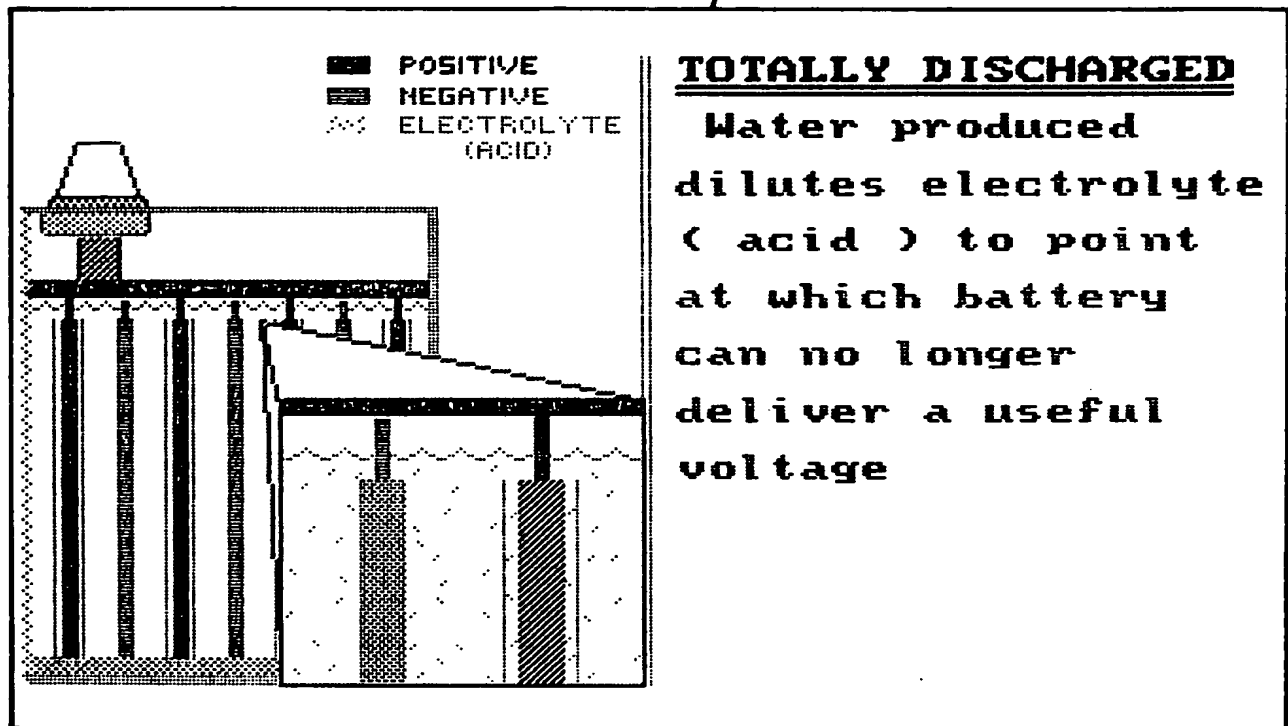 POSITIVE
NEGATIVE
ELECTROLYTE
(ACID)
TOTALLY DISCHARGED
Water produced
dilutes electrolyte
( acid ) to point
at which battery
can no longer
deliver a useful
voltage